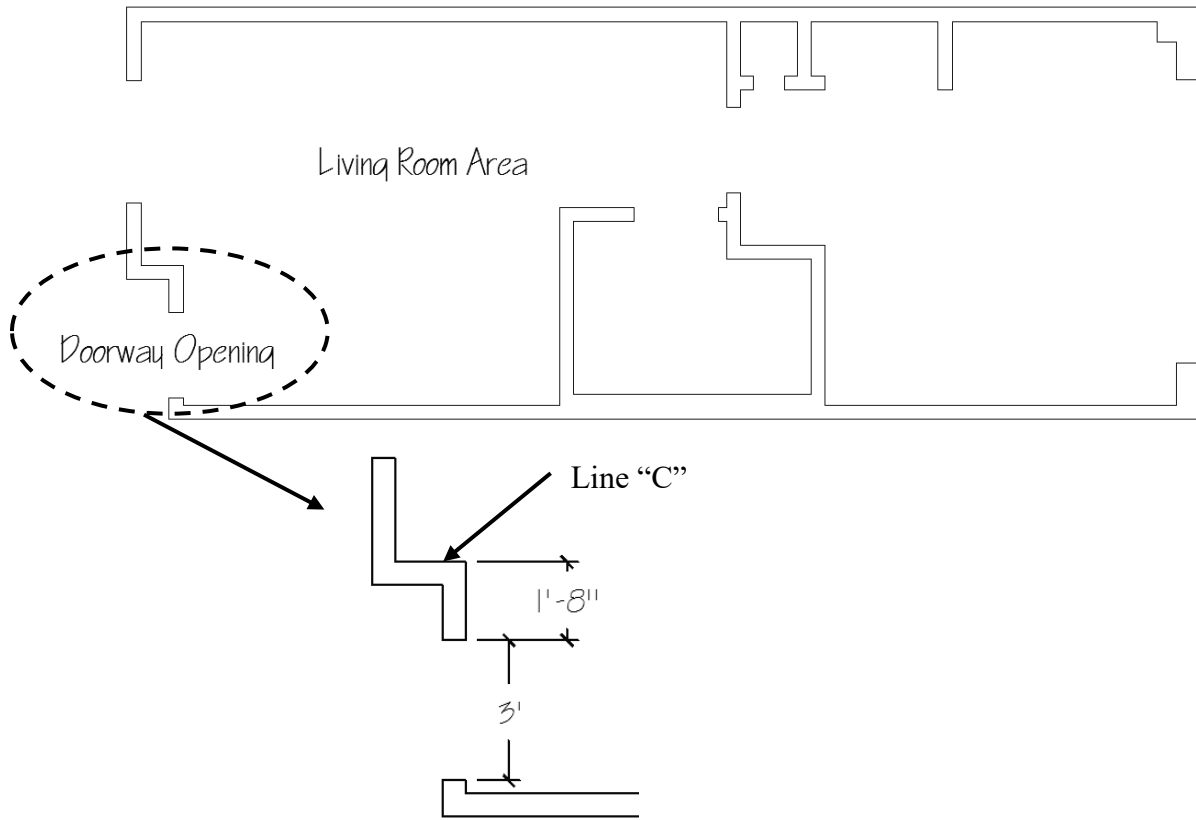 Living Room Area
Doorway Opening
Line “C”
1'-8"
3'